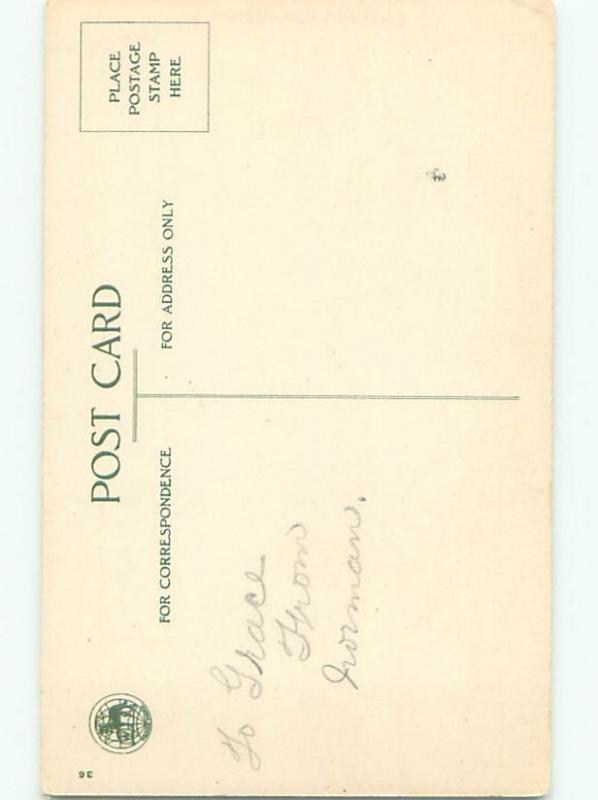 POST CARD
PLACE
POSTAGE
STAMP
HERE
FOR CORRESPONDENCE
FOR ADDRESS ONLY
To Grace
From
Norman.
36